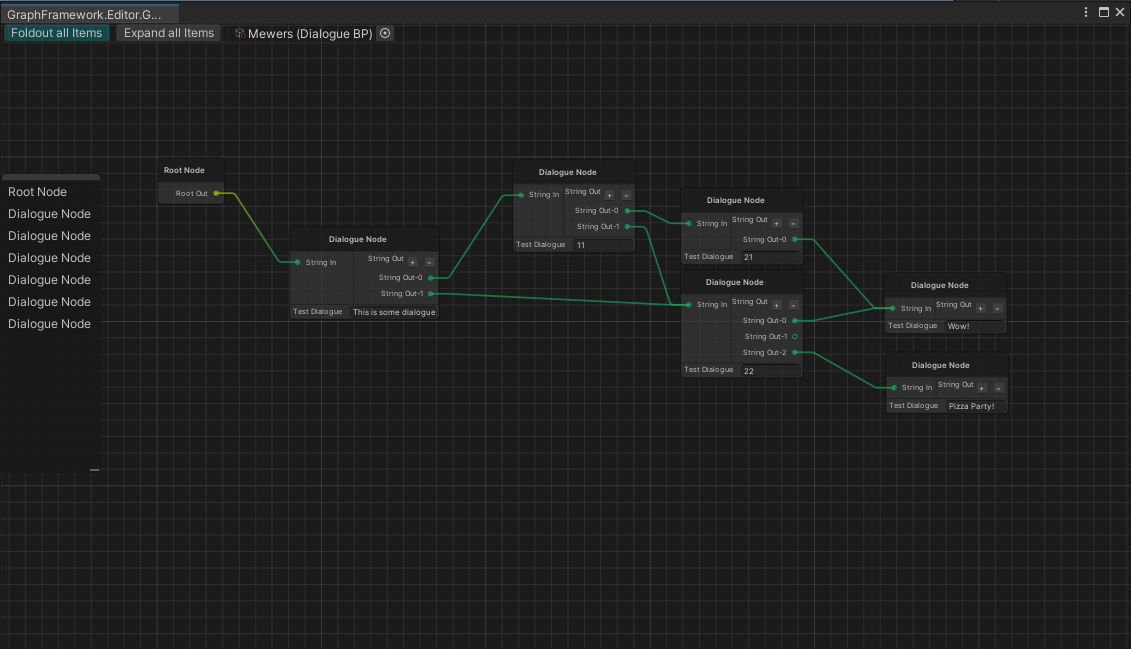 GraphFramework.Editor.G...
Foldout all Items
Expand all Items
Mewers (Dialogue BP)
Root Node
Dialogue Node
Dialogue Node
Dialogue Node
Dialogue Node
Dialogue Node
Dialogue Node
Root Node
Root Out
Dialogue Node
String In
String Out + -
String Out-0
String Out-1
Test Dialogue This is some dialogue
Dialogue Node
String In
String Out + -
String Out-0
String Out-1
Test Dialogue 11
Dialogue Node
String In
String Out + -
String Out-0
Test Dialogue 21
Dialogue Node
String In
String Out + -
String Out-0
String Out-1
String Out-2
Test Dialogue 22
Dialogue Node
String In
String Out + -
Test Dialogue Wow!
Dialogue Node
String In
String Out + -
Test Dialogue Pizza Party!